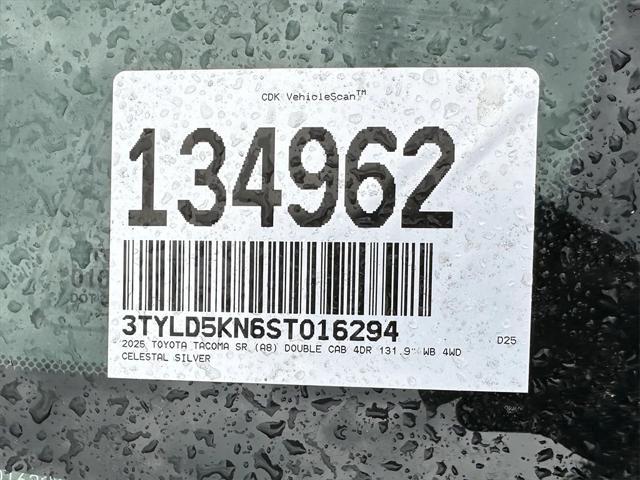 CDK VehicleScan™
134962
3TYLD5KN6ST016294
2025 TOYOTA TACOMA SR (A8) DOUBLE CAB 4DR 131.9" WB 4WD D25
CELESTAL SILVER